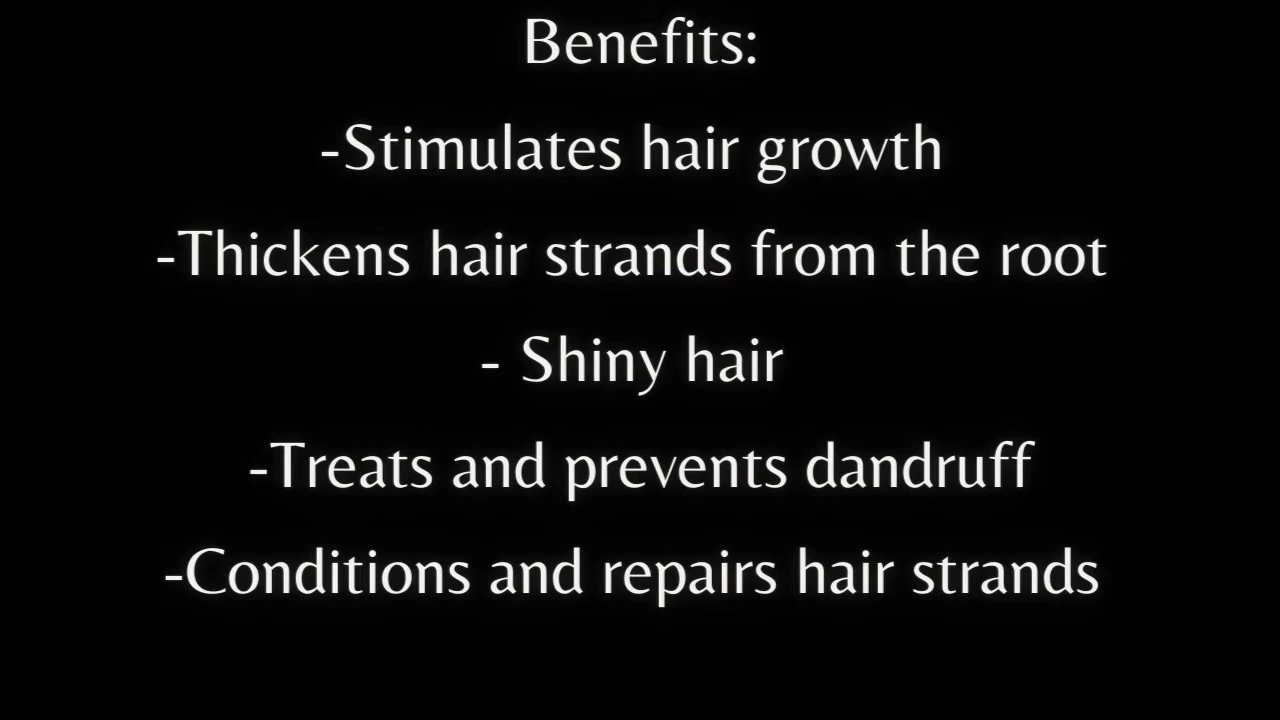 Benefits:
-Stimulates hair growth
-Thickens hair strands from the root
- Shiny hair
-Treats and prevents dandruff
-Conditions and repairs hair strands